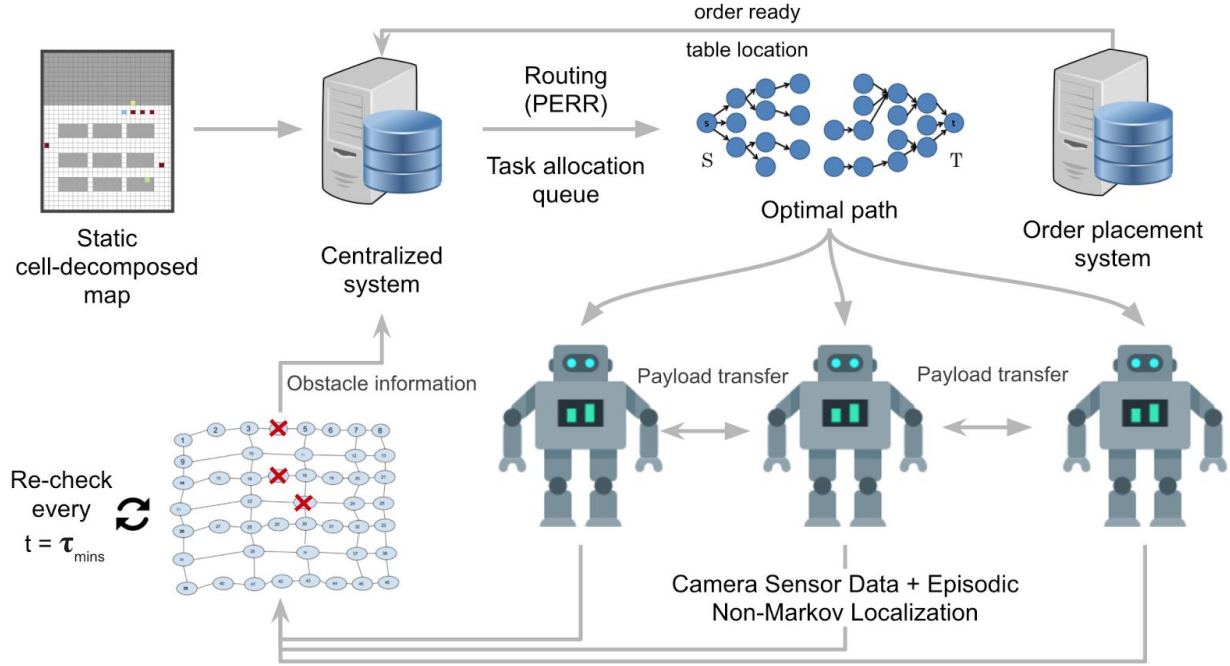 order ready
table location
Routing
(PERR)
Task allocation
queue
s
S
t
T
Optimal path
Static
cell-decomposed
map
Centralized
system
Order placement
system
Obstacle information
Payload transfer
Payload transfer
Re-check
every
t = τ mins
1
2
3
5
6
7
8
9
Camera Sensor Data + Episodic
Non-Markov Localization